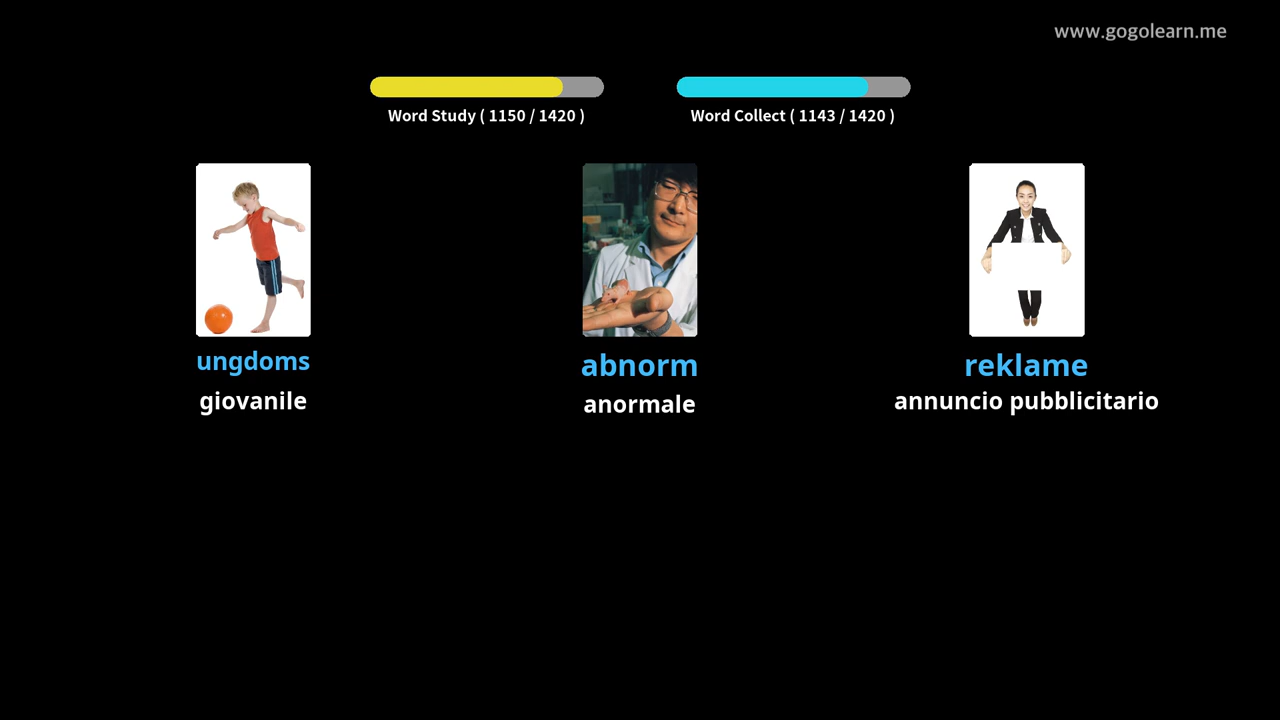 www.gogolearn.me
Word Study ( 1150 / 1420 )
Word Collect ( 1143 / 1420 )
ungdoms
giovanile
abnorm
anormale
reklame
annuncio pubblicitario